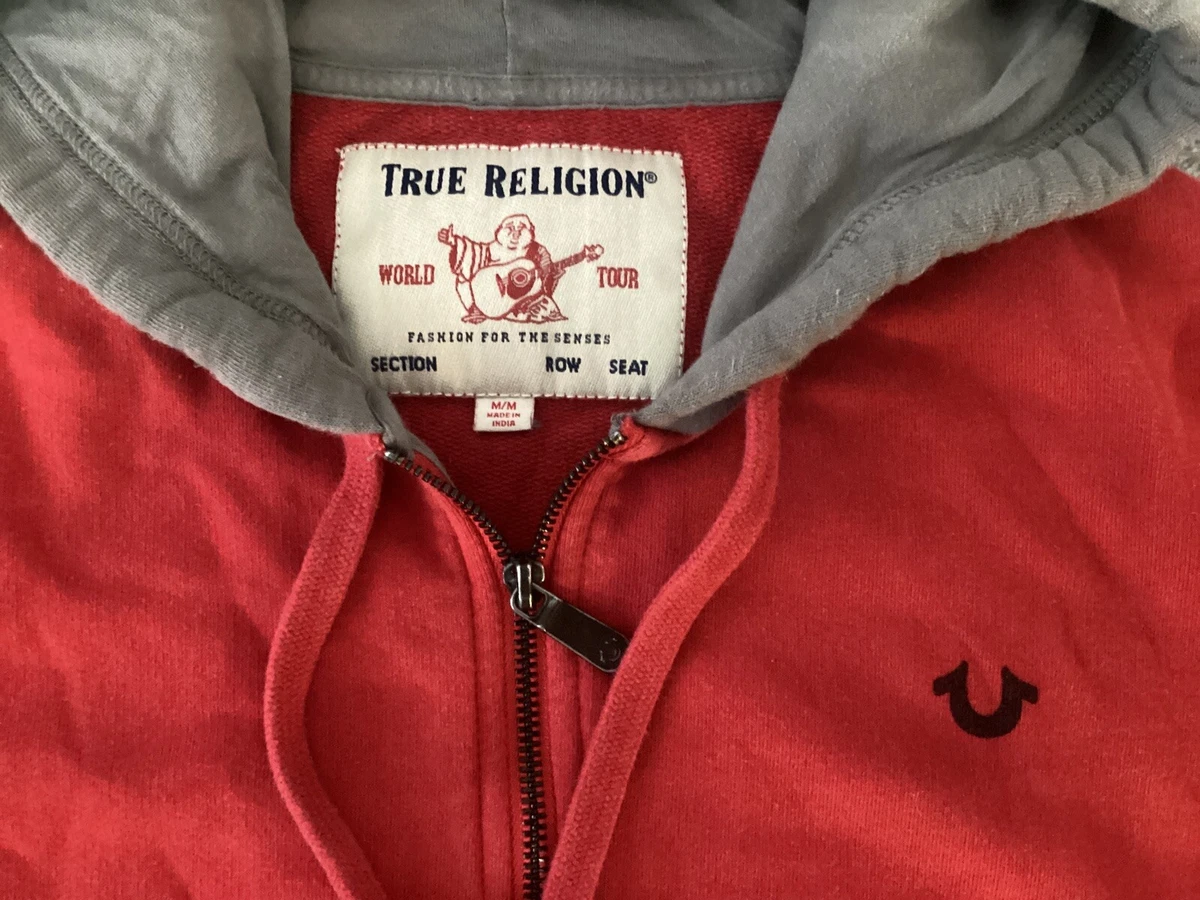 TRUE RELIGION®
WORLD TOUR
FASHION FOR THE SENSES
SECTION ROW SEAT
M/M
MADE IN
INDIA